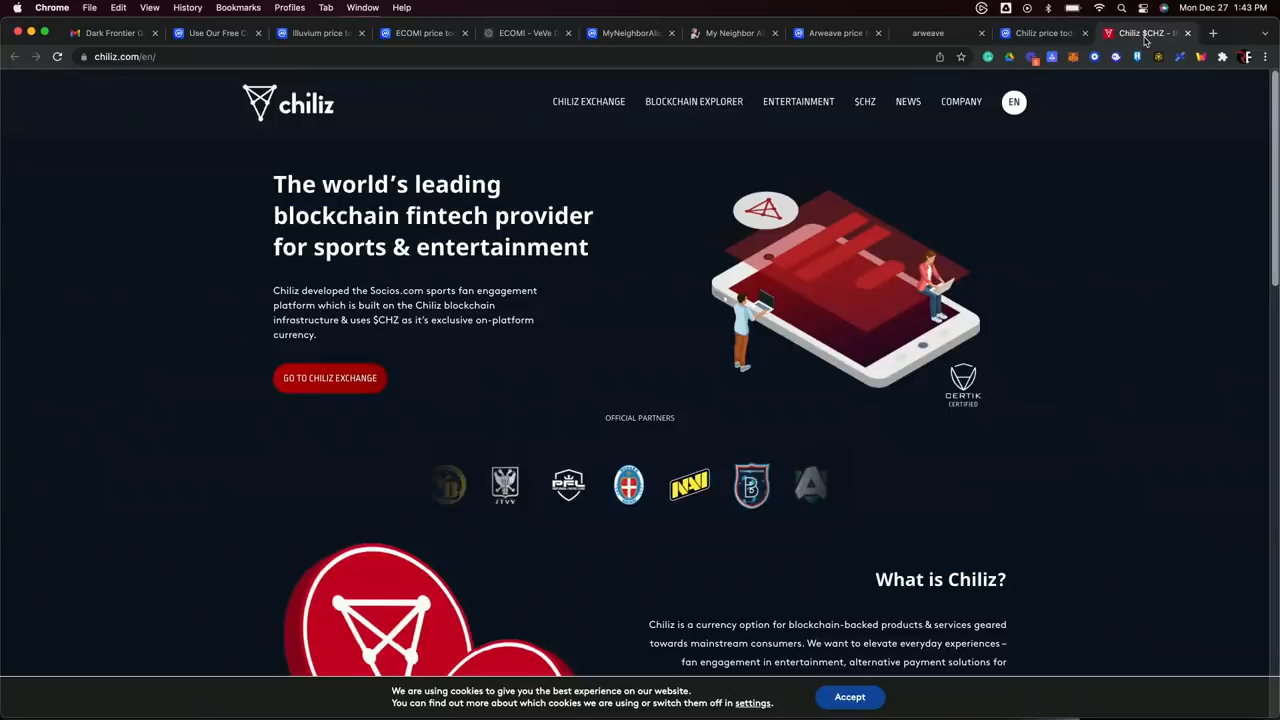 Chrome File Edit View History Bookmarks Profiles Tab Window Help Mon Dec 27 1:43 PM
Dark Frontier G Use Our Free C Illuvium price to ECOMI price to ECOMI - VeVe D MyNeighborAli My Neighbor A Arweave price arweave Chiliz price tod Chiliz $CHZ - t
chiliz.com/en/
chiliz
CHILIZ EXCHANGE BLOCKCHAIN EXPLORER ENTERTAINMENT $CHZ NEWS COMPANY EN
The world's leading
blockchain fintech provider
for sports & entertainment
Chiliz developed the Socios.com sports fan engagement
platform which is built on the Chiliz blockchain
infrastructure & uses $CHZ as it's exclusive on-platform
currency.
GO TO CHILIZ EXCHANGE
CERTIK
CERTIFIED
OFFICIAL PARTNERS
STVV
PFL
NAVI
B
A
What is Chiliz?
Chiliz is a currency option for blockchain-backed products & services geared
towards mainstream consumers. We want to elevate everyday experiences –
fan engagement in entertainment, alternative payment solutions for
We are using cookies to give you the best experience on our website.
You can find out more about which cookies we are using or switch them off in settings.
Accept